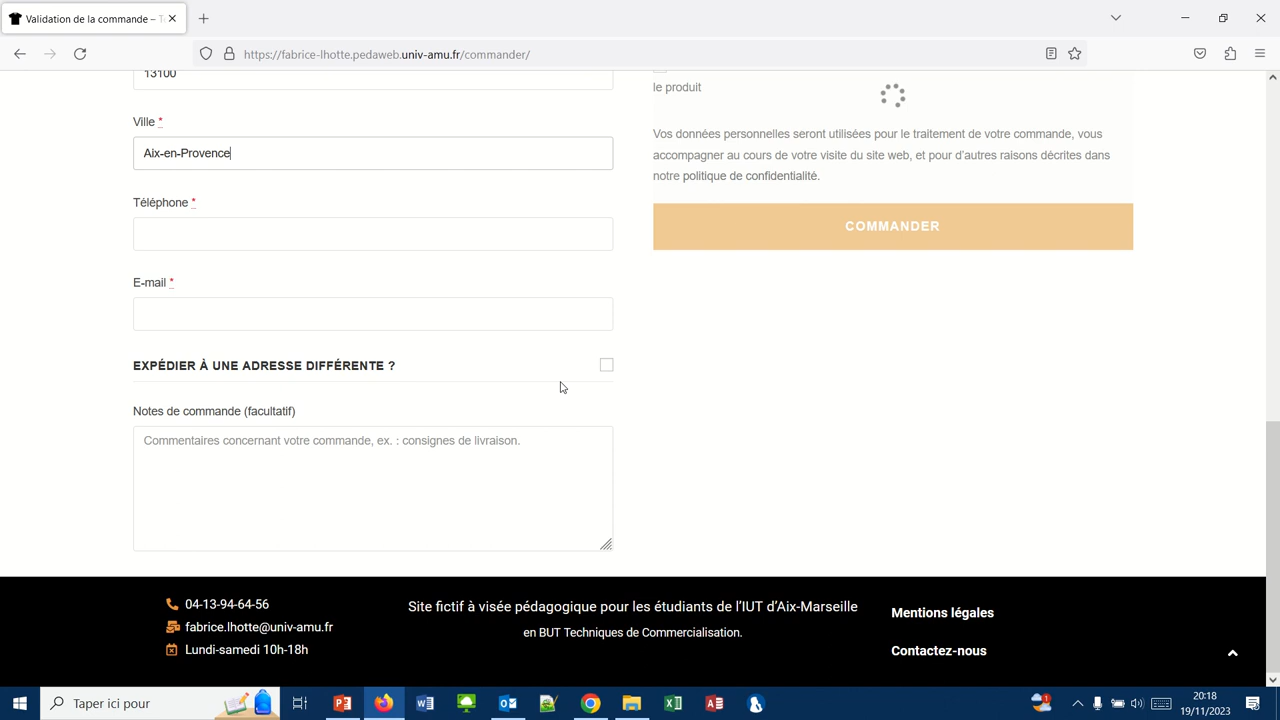 Validation de la commande – T
https://fabrice-lhotte.pedaweb.univ-amu.fr/commander/
13100
Ville *
Aix-en-Provence
Téléphone *
E-mail *
EXPÉDIER À UNE ADRESSE DIFFÉRENTE ?
Notes de commande (facultatif)
Commentaires concernant votre commande, ex. : consignes de livraison.
le produit
Vos données personnelles seront utilisées pour le traitement de votre commande, vous
accompagner au cours de votre visite du site web, et pour d’autres raisons décrites dans
notre politique de confidentialité.
COMMANDER
04-13-94-64-56
fabrice.lhotte@univ-amu.fr
Lundi-samedi 10h-18h
Site fictif à visée pédagogique pour les étudiants de l’IUT d’Aix-Marseille
en BUT Techniques de Commercialisation.
Mentions légales
Contactez-nous
Taper ici pour
1
20:18
19/11/2023